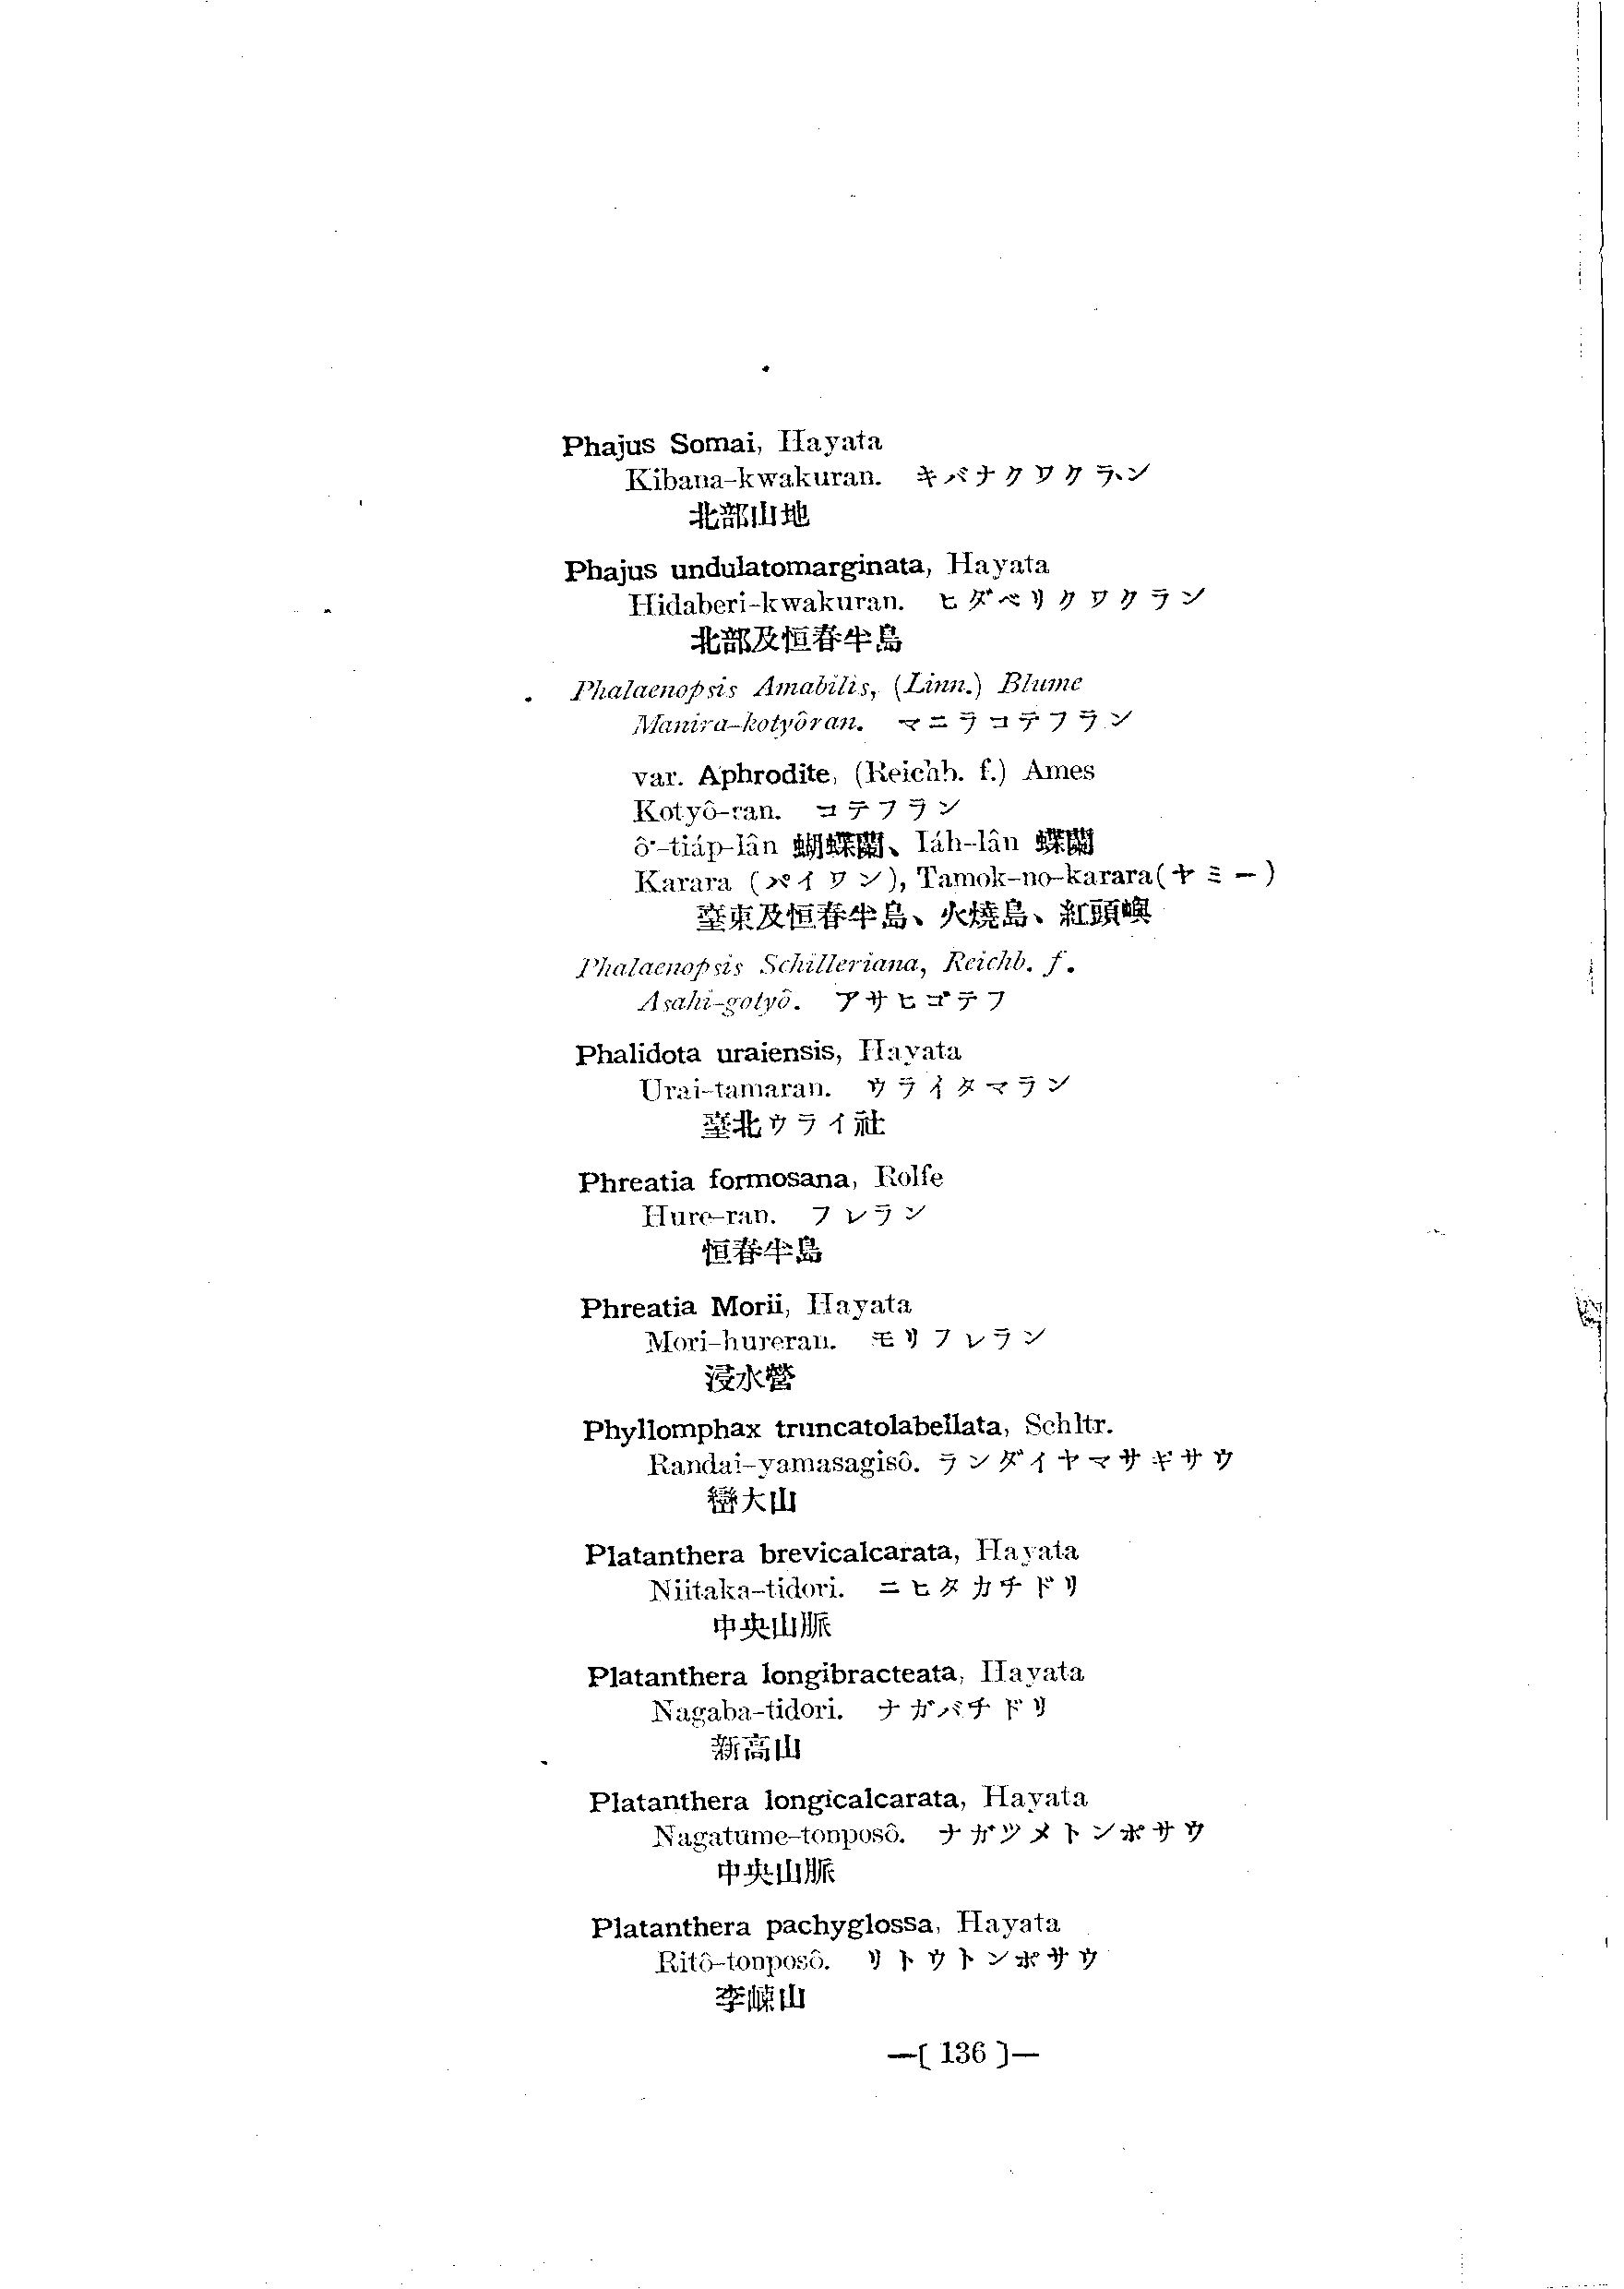 Phajus Somai, Hayata
Kibana-kwakuran. キバナクワクラン
北部山地
Phajus undulatomarginata, Hayata
Hidaberi-kwakuran. ヒダベリクワクラン
北部及恒春半島
Phalaenopsis Amabilis, (Linn.) Blume
Manira-kotyôran. マニラコテフラン
var. Aphrodite, (Reichb. f.) Ames
Kotyô-ran. コテフラン
ô·-tiáp-lân 蝴蝶蘭、Iáh-lân 蝶蘭
Karara (パイワン), Tamok-no-karara(ヤミー)
臺東及恒春半島、火燒島、紅頭嶼
Phalaenopsis Schilleriana, Reichb. f.
Asahi-gotyô. アサヒゴテフ
Phalidota uraiensis, Hayata
Urai-tamaran. ウライタマラン
臺北ウライ社
Phreatia formosana, Rolfe
Hure-ran. フレラン
恒春半島
Phreatia Morii, Hayata
Mori-hureran. モリフレラン
浸水營
Phyllomphax truncatolabellata, Schltr.
Randai-yamasagisô. ランダイヤマサギサウ
巒大山
Platanthera brevicalcarata, Hayata
Niitaka-tidori. ニヒタカチドリ
中央山脈
Platanthera longibracteata, Hayata
Nagaba-tidori. ナガバチドリ
新高山
Platanthera longicalcarata, Hayata
Nagatume-tonposô. ナガツメトンボサウ
中央山脈
Platanthera pachyglossa, Hayata
Ritô-tonposô. リトウトンボサウ
李崠山
—( 136 )—